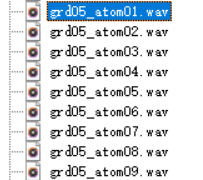 grd05_atom01.wav
grd05_atom02.wav
grd05_atom03.wav
grd05_atom04.wav
grd05_atom05.wav
grd05_atom06.wav
grd05_atom07.wav
grd05_atom08.wav
grd05_atom09.wav